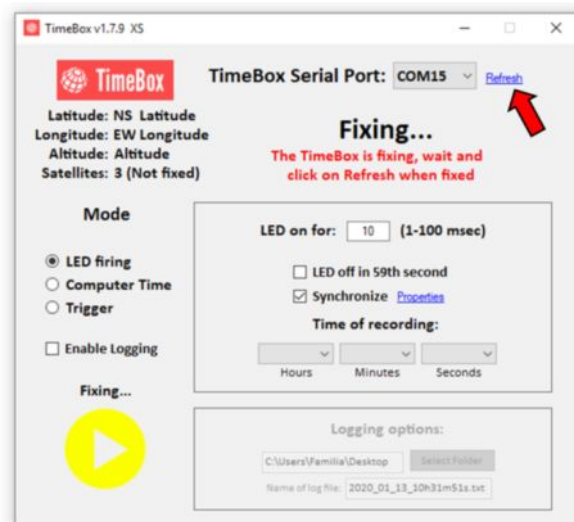 TimeBox v1.7.9 XS
TimeBox
TimeBox Serial Port: COM15 Refresh
Latitude: NS Latitude
Longitude: EW Longitude
Altitude: Altitude
Satellites: 3 (Not fixed)
Fixing...
The TimeBox is fixing, wait and
click on Refresh when fixed
Mode
LED firing
Computer Time
Trigger
Enable Logging
Fixing...
LED on for: 10 (1-100 msec)
LED off in 59th second
Synchronize Properties
Time of recording:
Hours Minutes Seconds
Logging options:
C:\Users\Familia\Desktop Select Folder
Name of log file: 2020_01_13_10h31m51s.txt